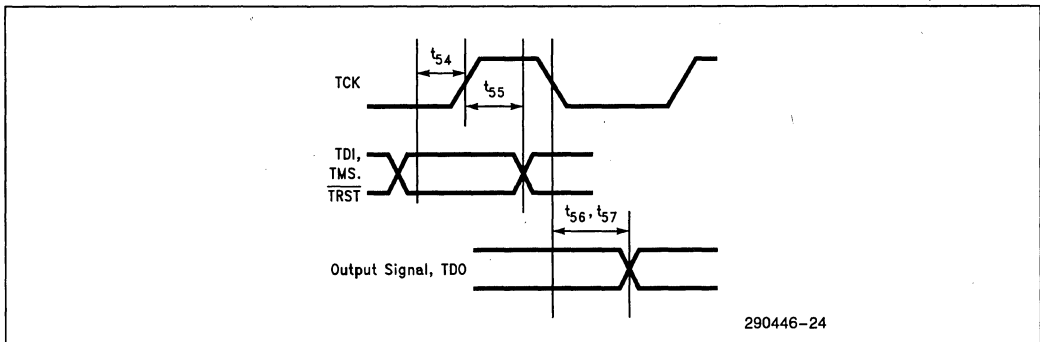 t54
TCK
t55
TDI,
TMS.
TRST
t56, t57
Output Signal, TDO
290446-24